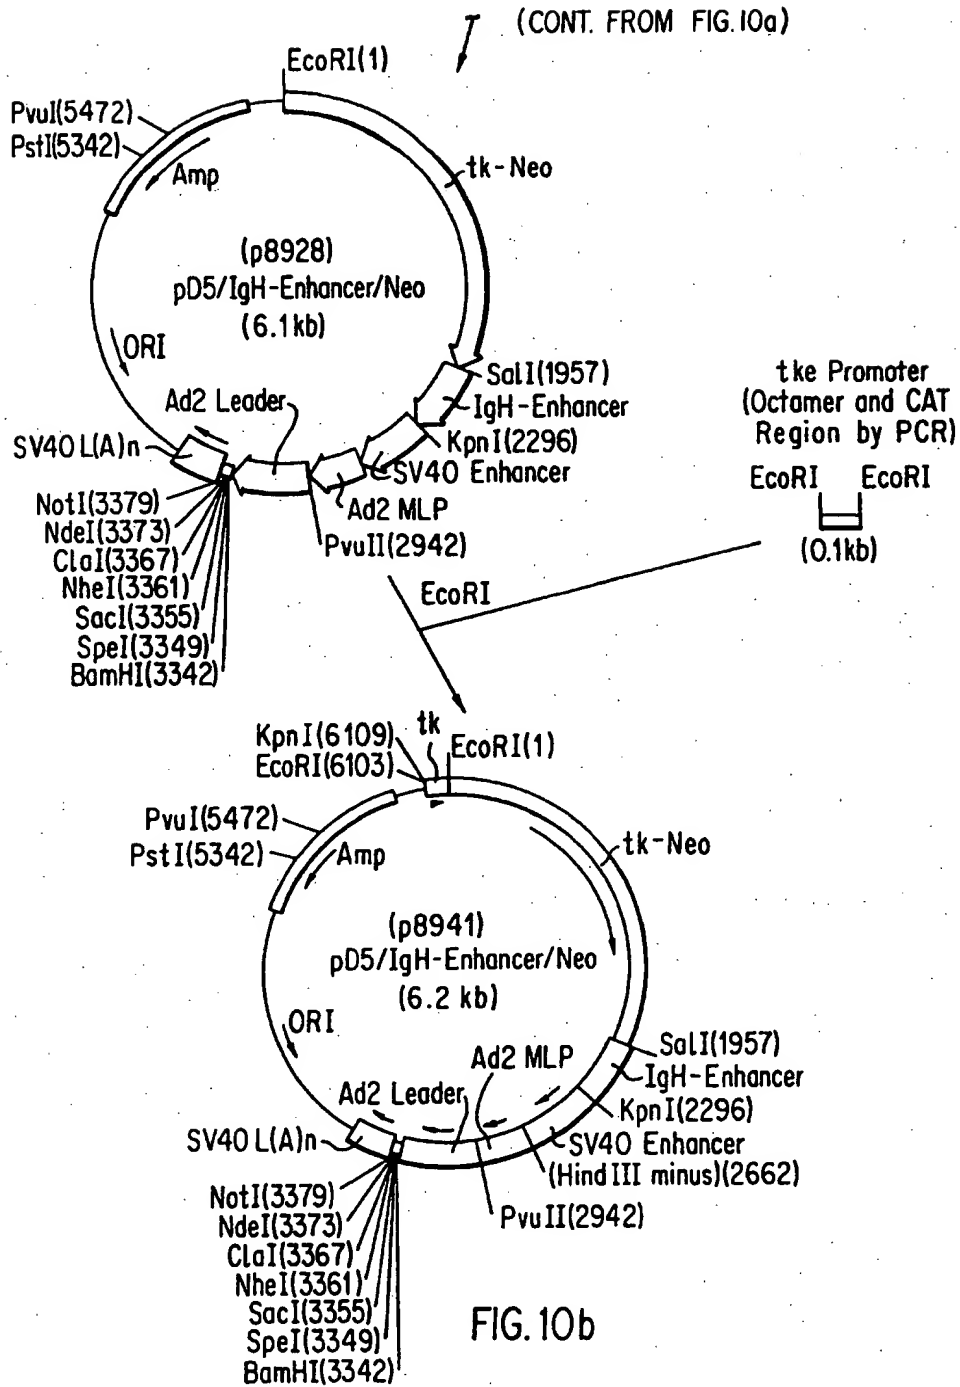 (CONT. FROM FIG.10a)
EcoRI(1)
PvuI(5472)
PstI(5342)
Amp
tk-Neo
(p8928)
pD5/IgH-Enhancer/Neo
(6.1kb)
ORI
Ad2 Leader
SV40 L(A)n
SalI(1957)
IgH-Enhancer
KpnI(2296)
SV40 Enhancer
Ad2 MLP
PvuII(2942)
NotI(3379)
NdeI(3373)
ClaI(3367)
NheI(3361)
SacI(3355)
SpeI(3349)
BamHI(3342)
tke Promoter
(Octamer and CAT
Region by PCR)
EcoRI EcoRI
(0.1kb)
EcoRI
KpnI(6109)
tk
EcoRI(1)
EcoRI(6103)
PvuI(5472)
PstI(5342)
Amp
tk-Neo
(p8941)
pD5/IgH-Enhancer/Neo
(6.2 kb)
ORI
Ad2 MLP
Ad2 Leader
SV40 L(A)n
SalI(1957)
IgH-Enhancer
KpnI(2296)
SV40 Enhancer
(Hind III minus)(2662)
PvuII(2942)
NotI(3379)
NdeI(3373)
ClaI(3367)
NheI(3361)
SacI(3355)
SpeI(3349)
BamHI(3342)
FIG. 10b